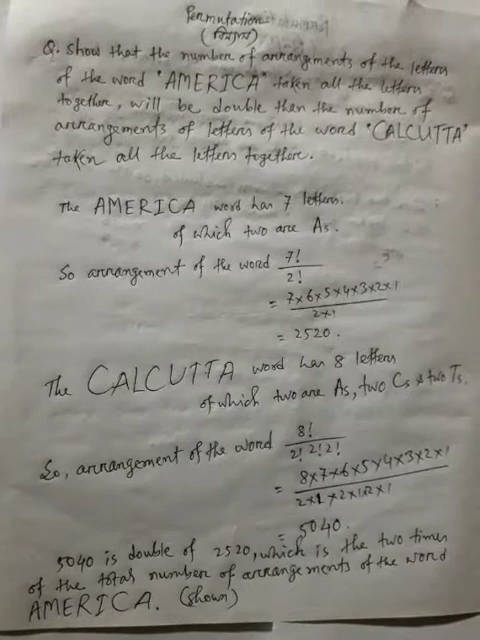 Permutation
(বিন্যাস)
Q. Show that the number of arrangments of the letters
of the word "AMERICA" taken all the letters
together, will be double then the number of
arrangements of letters of the word "CALCUTTA"
taken all the letters together.
The AMERICA word has 7 letters.
of which two are As.
So arrangement of the word 7!
2!
= 7×6×5×4×3×2×1
2×1
= 2520.
The CALCUTTA word has 8 letters
of which two are As, two Cs & two Ts.
So, arrangement of the word 8!
2! 2! 2!
= 8×7×6×5×4×3×2×1
2×1×2×1×2×1
= 5040.
5040 is double of 2520, which is the two times
of the total number of arrangements of the word
AMERICA. (Shown)